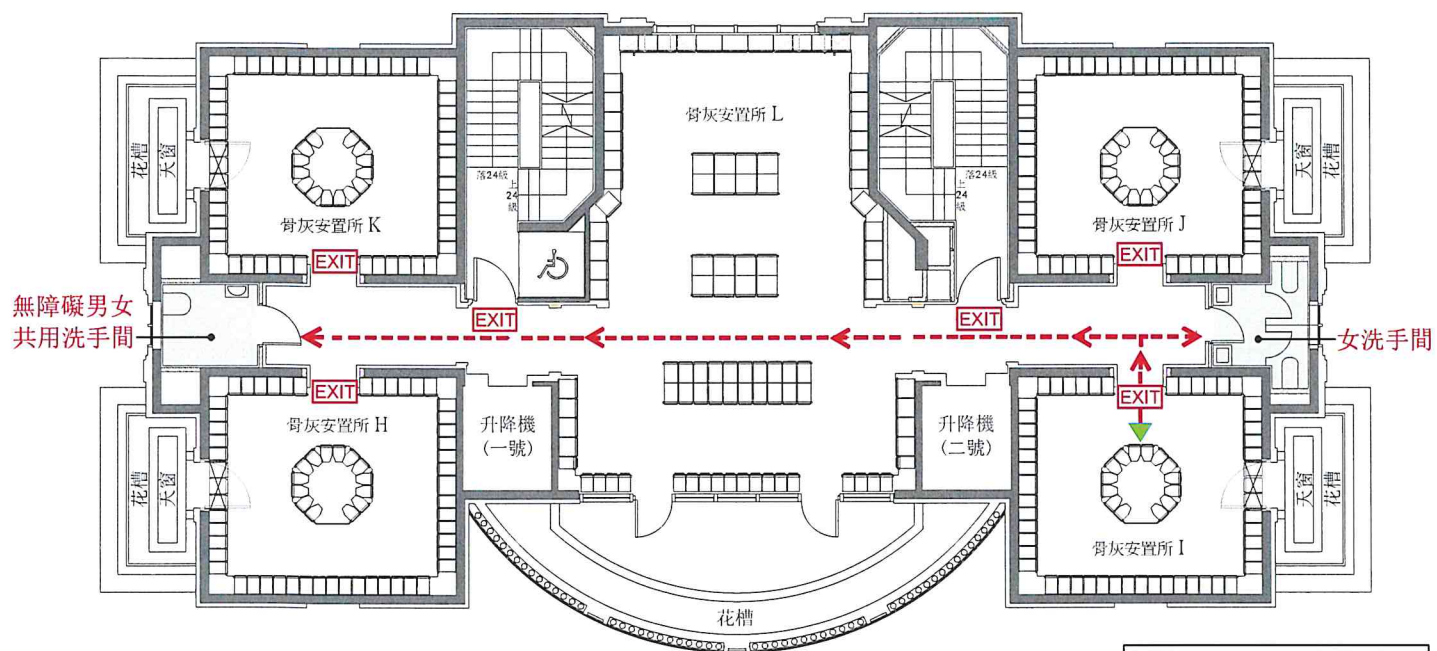 骨灰安置所 L
花槽
天窗
落24級
上
24
級
落24級
上
24
級
天窗
花槽
骨灰安置所 K
骨灰安置所 J
EXIT
EXIT
無障礙男女
共用洗手間
EXIT
EXIT
女洗手間
EXIT
EXIT
骨灰安置所 H
升降機
(一號)
升降機
(二號)
花槽
天窗
天窗
花槽
骨灰安置所 I
花槽